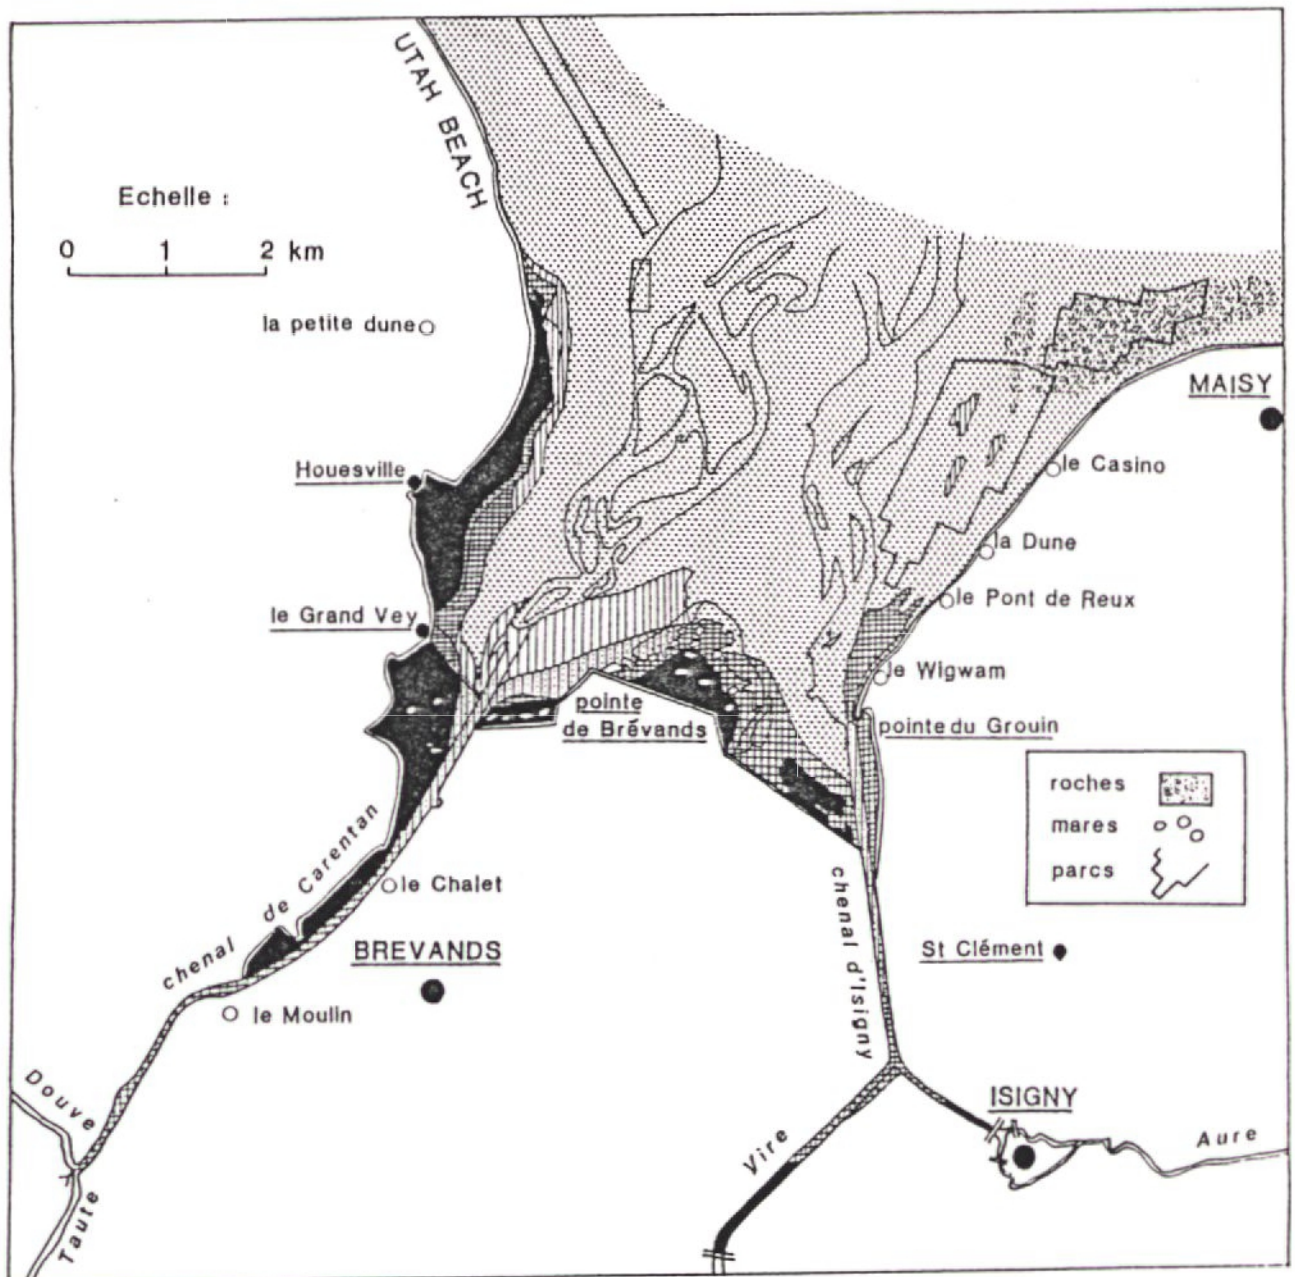 UTAH BEACH
Echelle :
0 1 2 km
la petite dune
MAISY
Houesville
le Casino
la Dune
le Grand Vey
le Pont de Reux
le Wigwam
pointe
de Brévands
pointe du Grouin
roches
mares
parcs
chenal de Carentan
le Chalet
chenal d'Isigny
BREVANDS
St Clément
le Moulin
Douve
ISIGNY
Vire
Aure
Taute